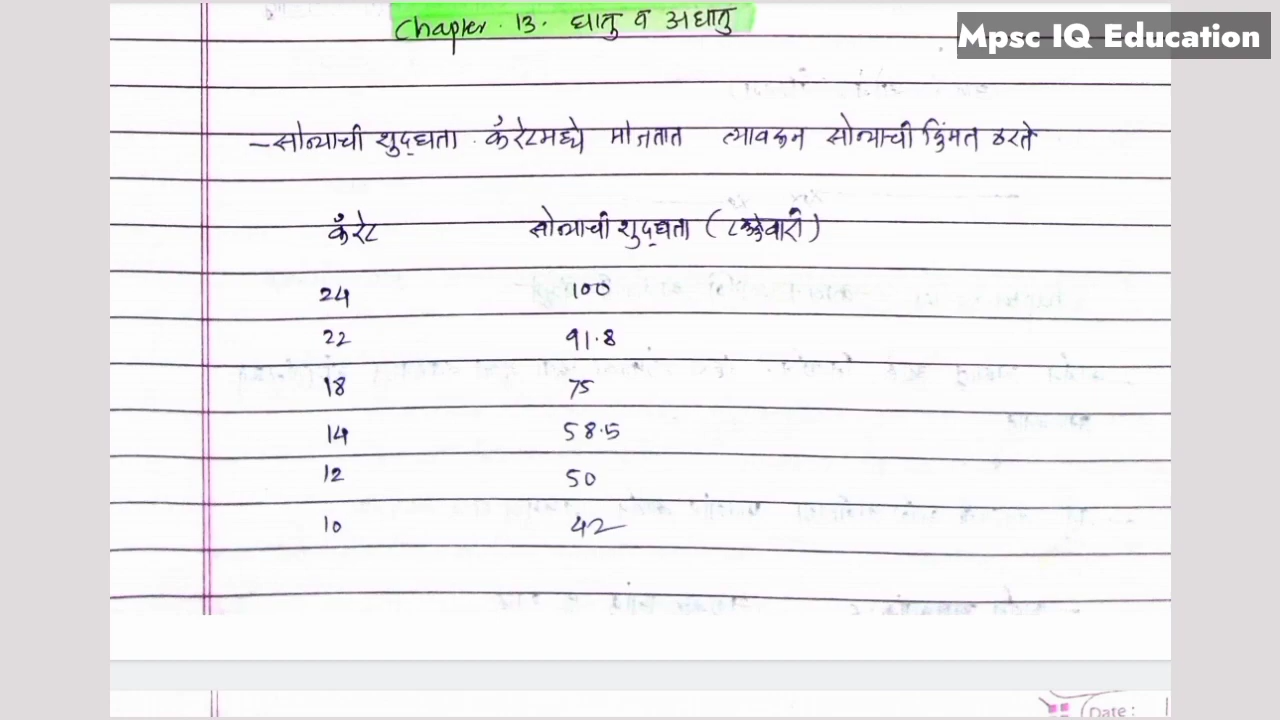 Chapter. 13. धातु व अधातु
Mpsc IQ Education
- सोन्याची शुद्धता कॅरेटमध्ये मोजतात त्यावरून सोन्याची किंमत ठरते
कॅरेट सोन्याची शुद्धता (टक्केवारी)
24 100
22 91.8
18 75
14 58.5
12 50
10 42
Date :